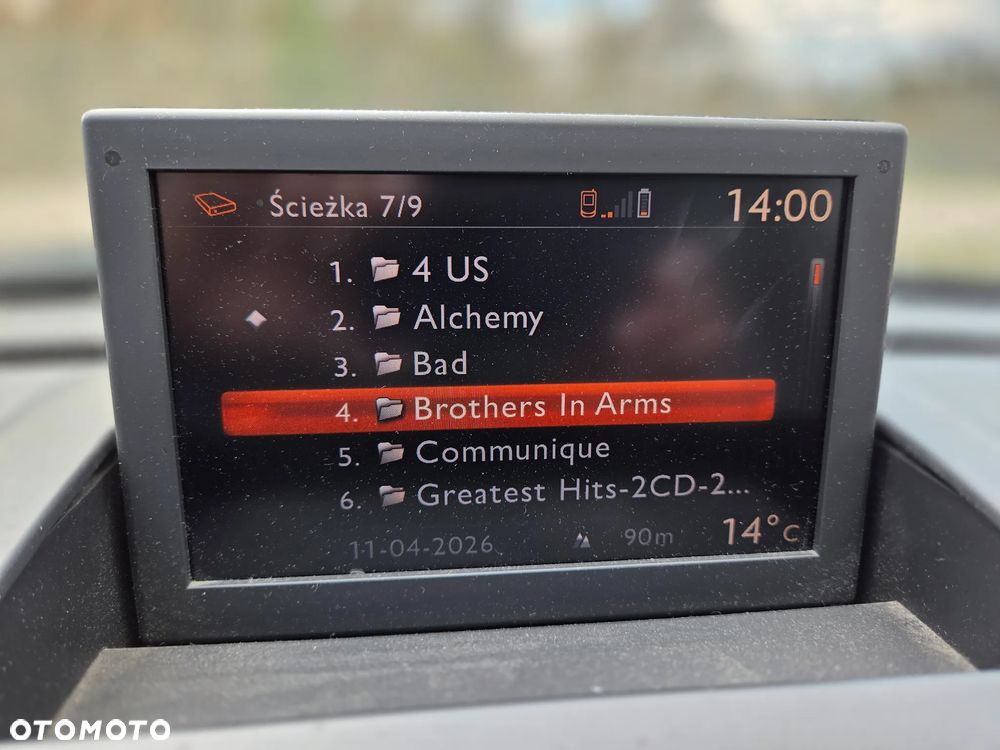 Ścieżka 7/9 14:00
1. 4 US
2. Alchemy
3. Bad
4. Brothers In Arms
5. Communique
6. Greatest Hits-2CD-2...
11-04-2026 90m 14°C
OTOMOTO